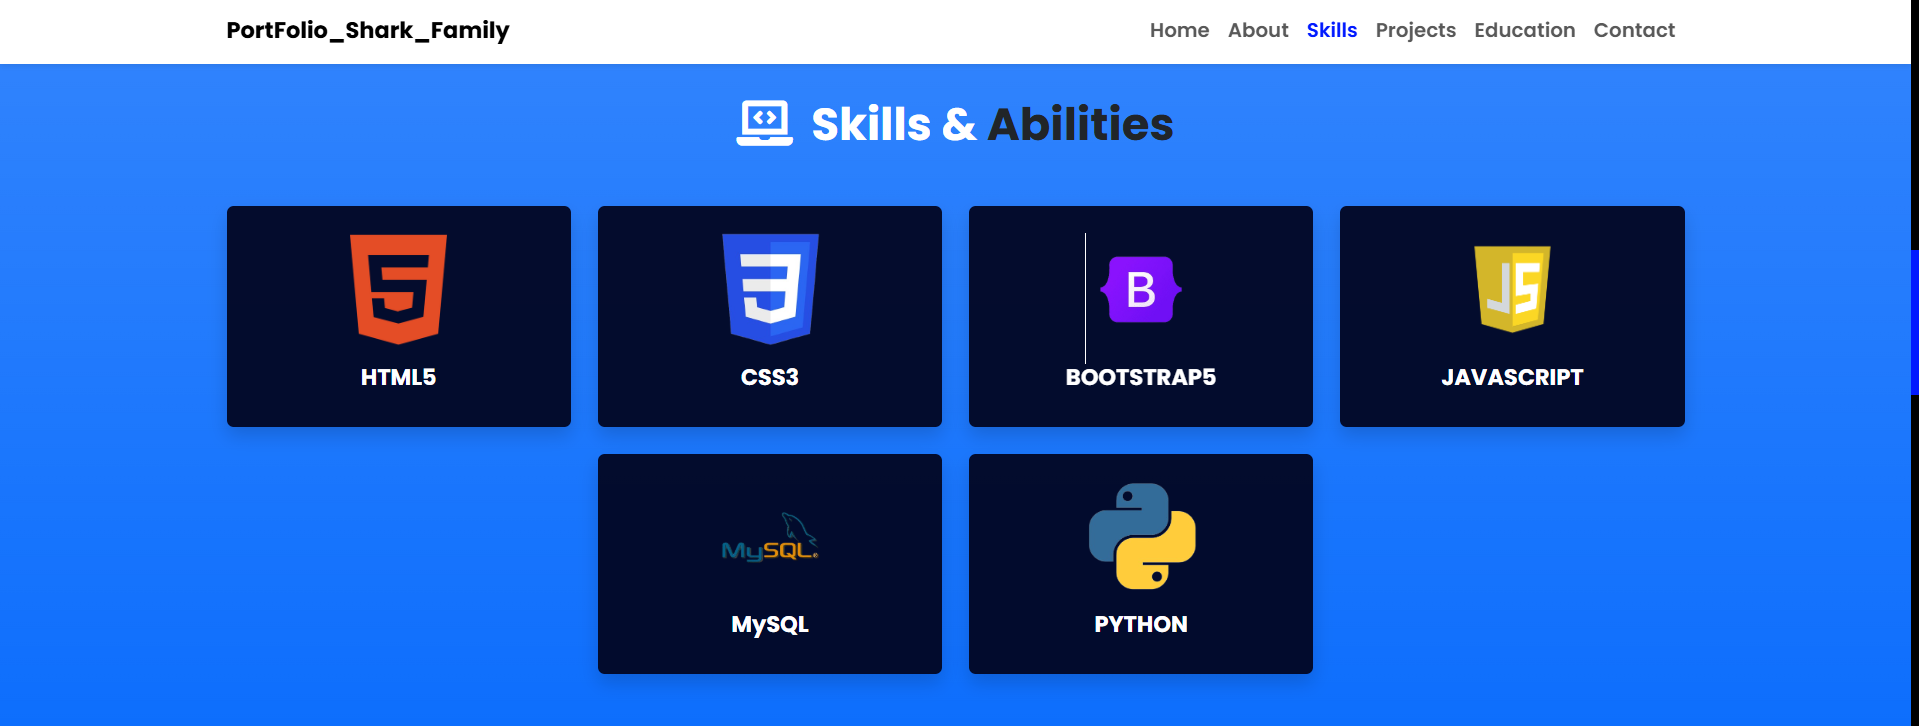 PortFolio_Shark_Family
Home About Skills Projects Education Contact
Skills & Abilities
5
3
B
JS
HTML5
CSS3
BOOTSTRAP5
JAVASCRIPT
MySQL
MySQL
PYTHON